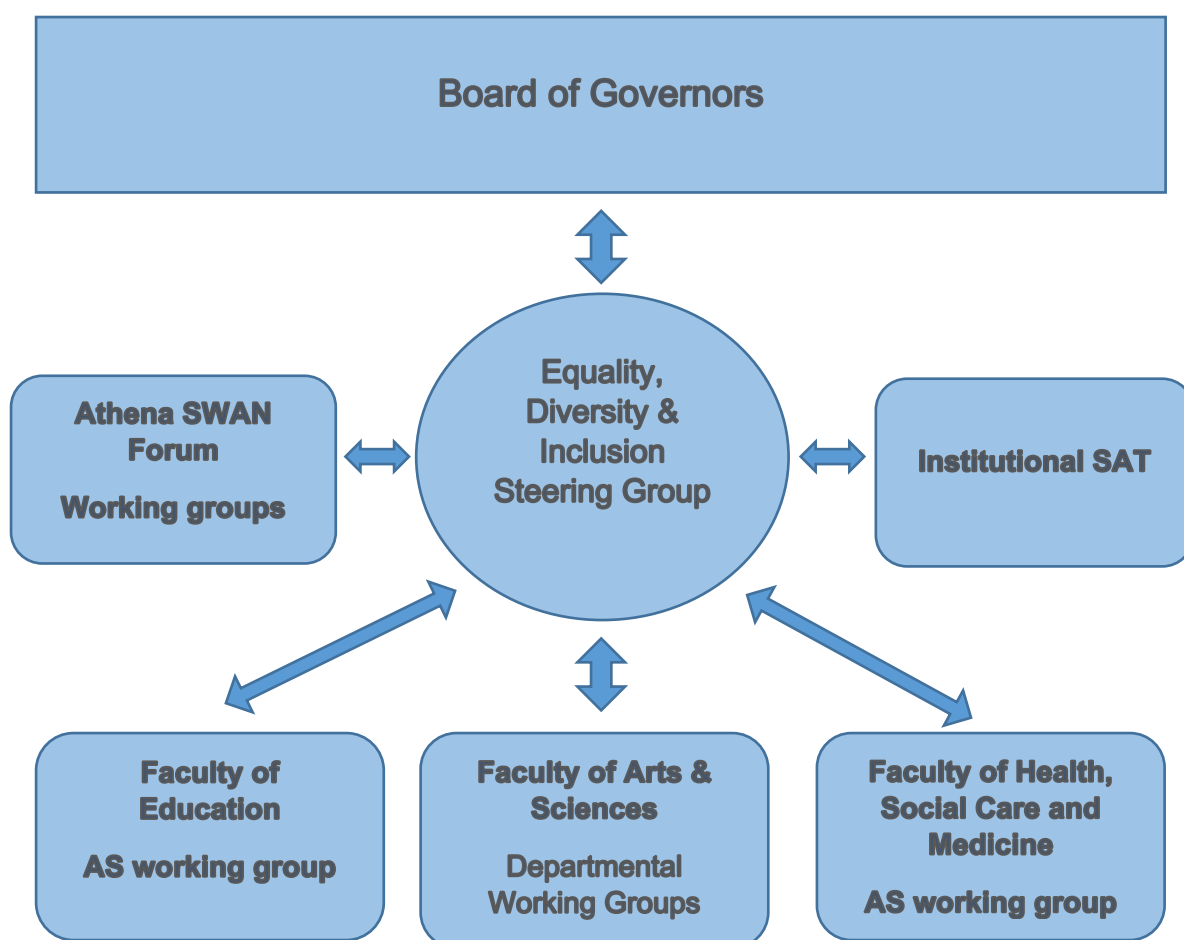 Board of Governors
Equality,
Diversity &
Inclusion
Steering Group
Athena SWAN
Forum
Working groups
Institutional SAT
Faculty of
Education
AS working group
Faculty of Arts &
Sciences
Departmental
Working Groups
Faculty of Health,
Social Care and
Medicine
AS working group